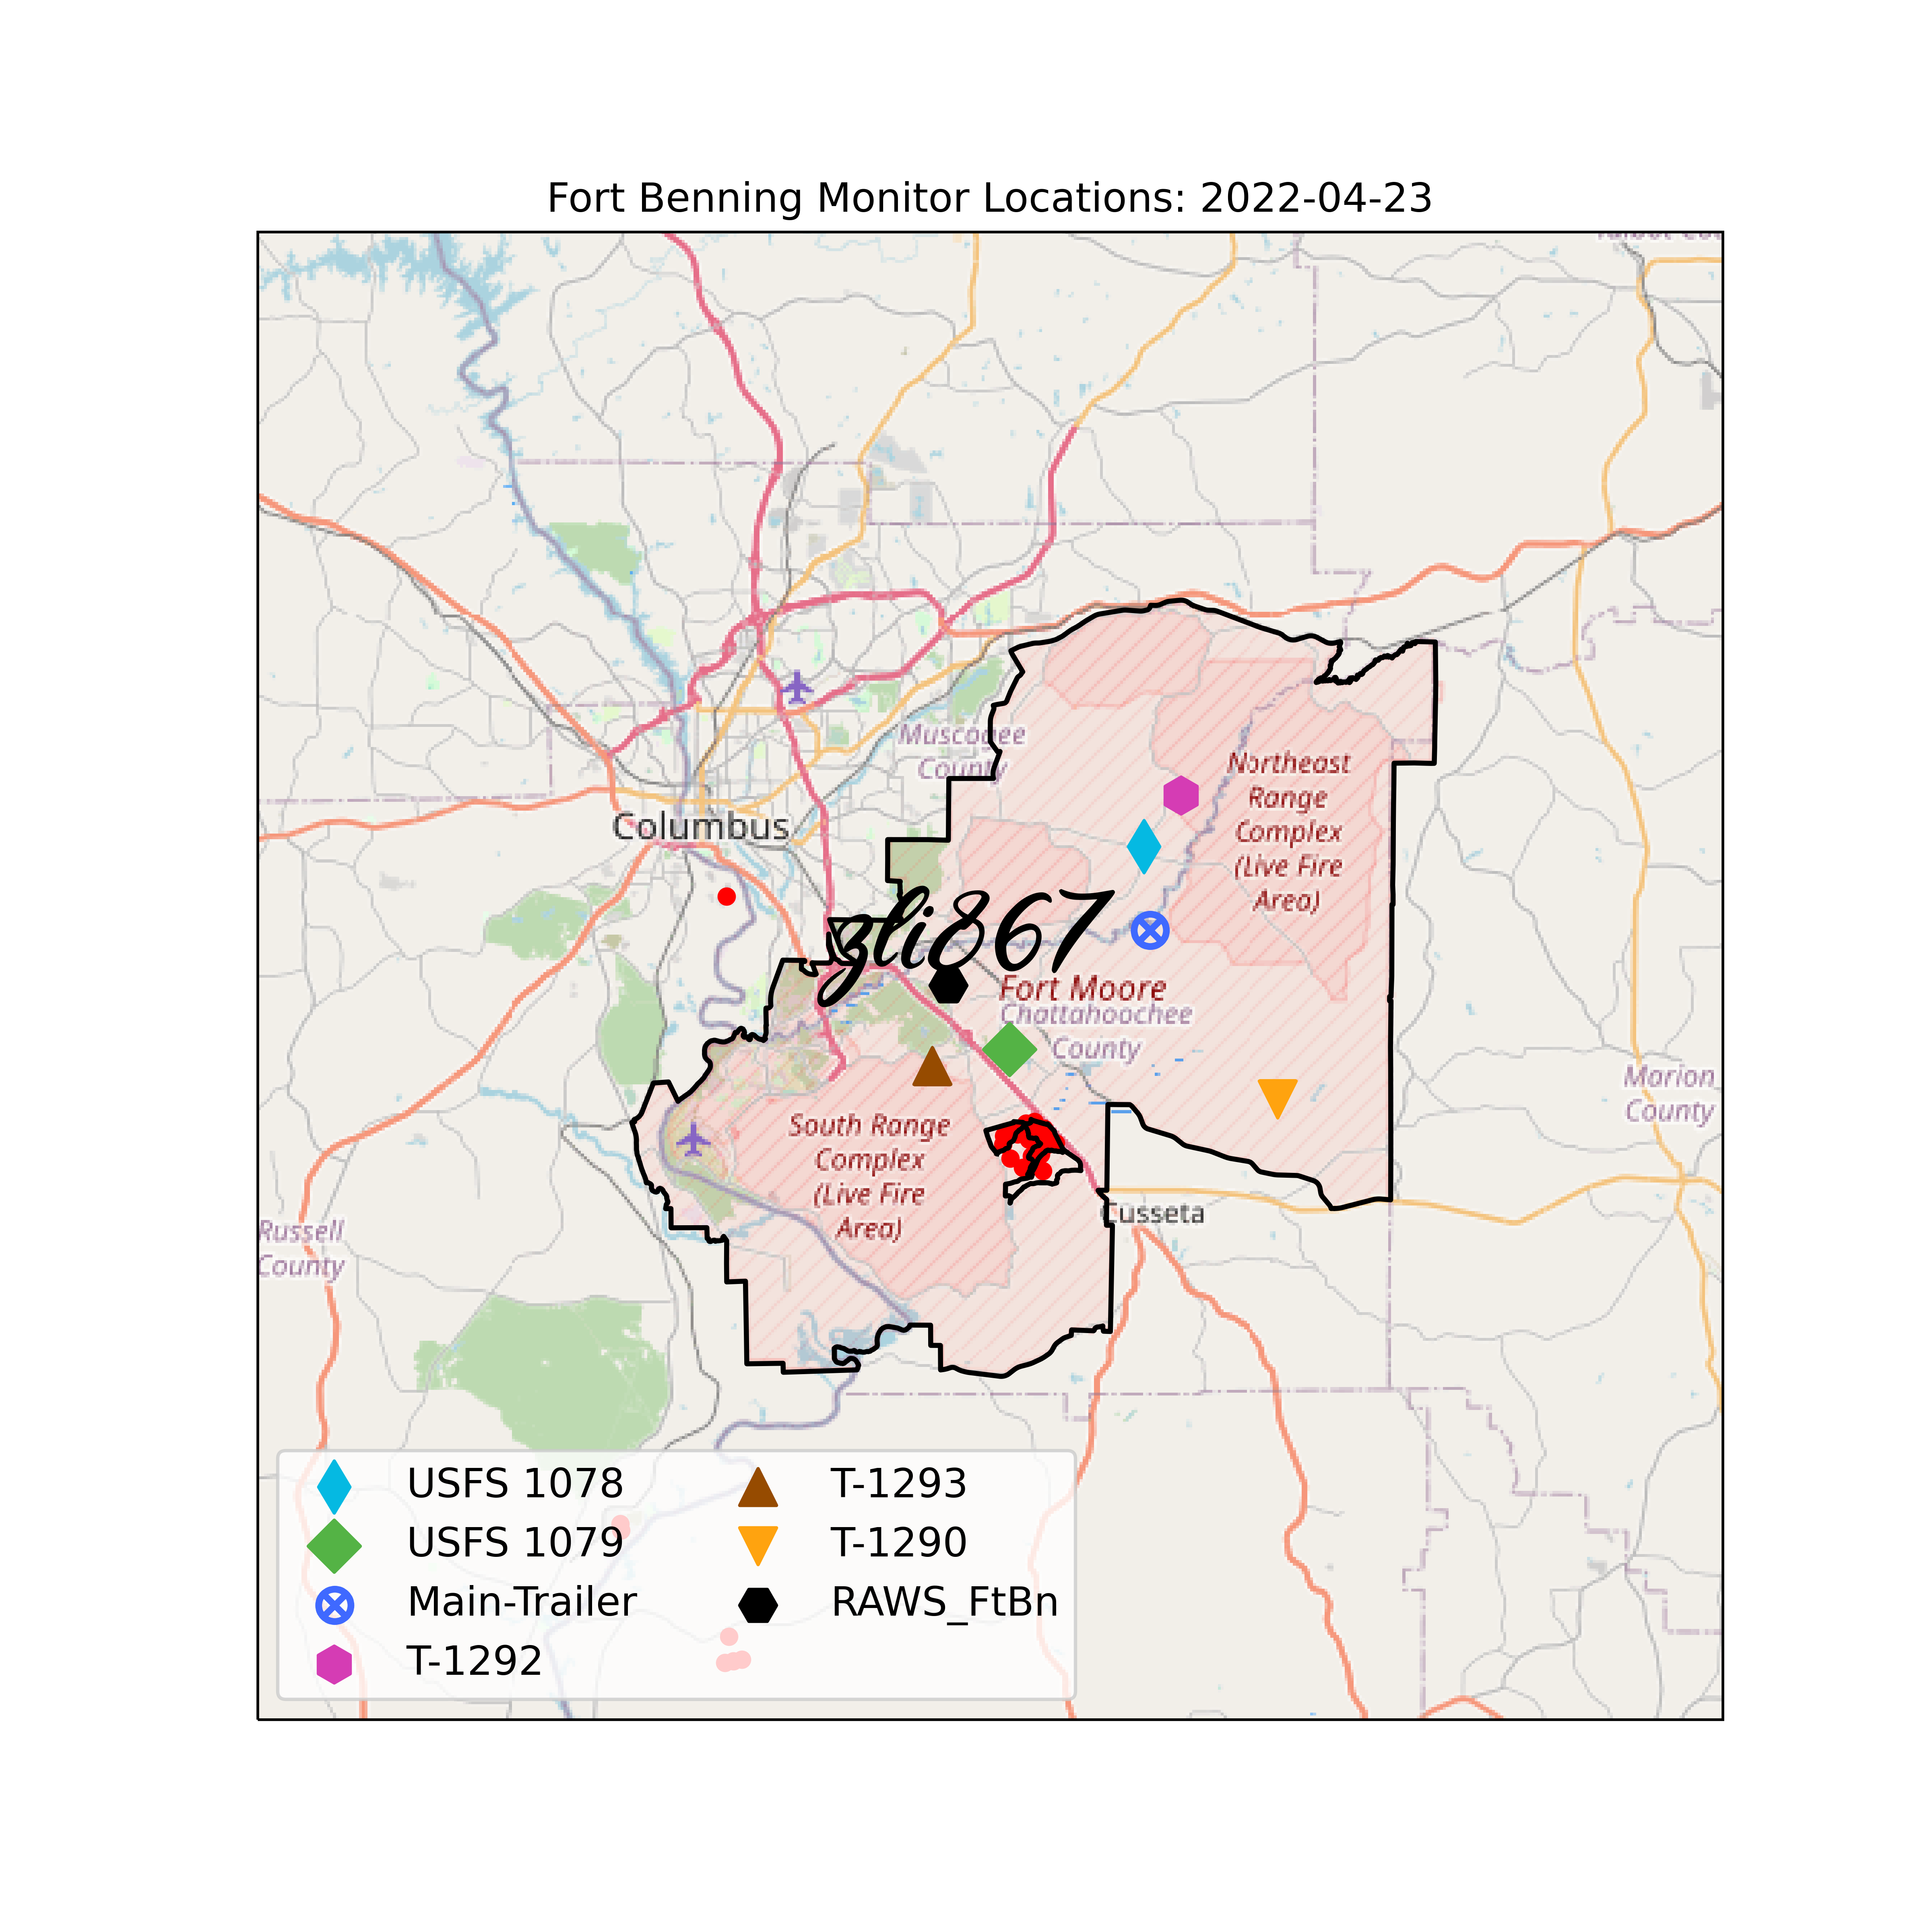 Fort Benning Monitor Locations: 2022-04-23
Muscogee
County
Northeast
Range
Complex
(Live Fire
Area)
Columbus
zli867
Fort Moore
Chattahoochee
County
Marion
County
South Range
Complex
(Live Fire
Area)
Cusseta
Russell
County
USFS 1078
USFS 1079
Main-Trailer
T-1292
T-1293
T-1290
RAWS_FtBn